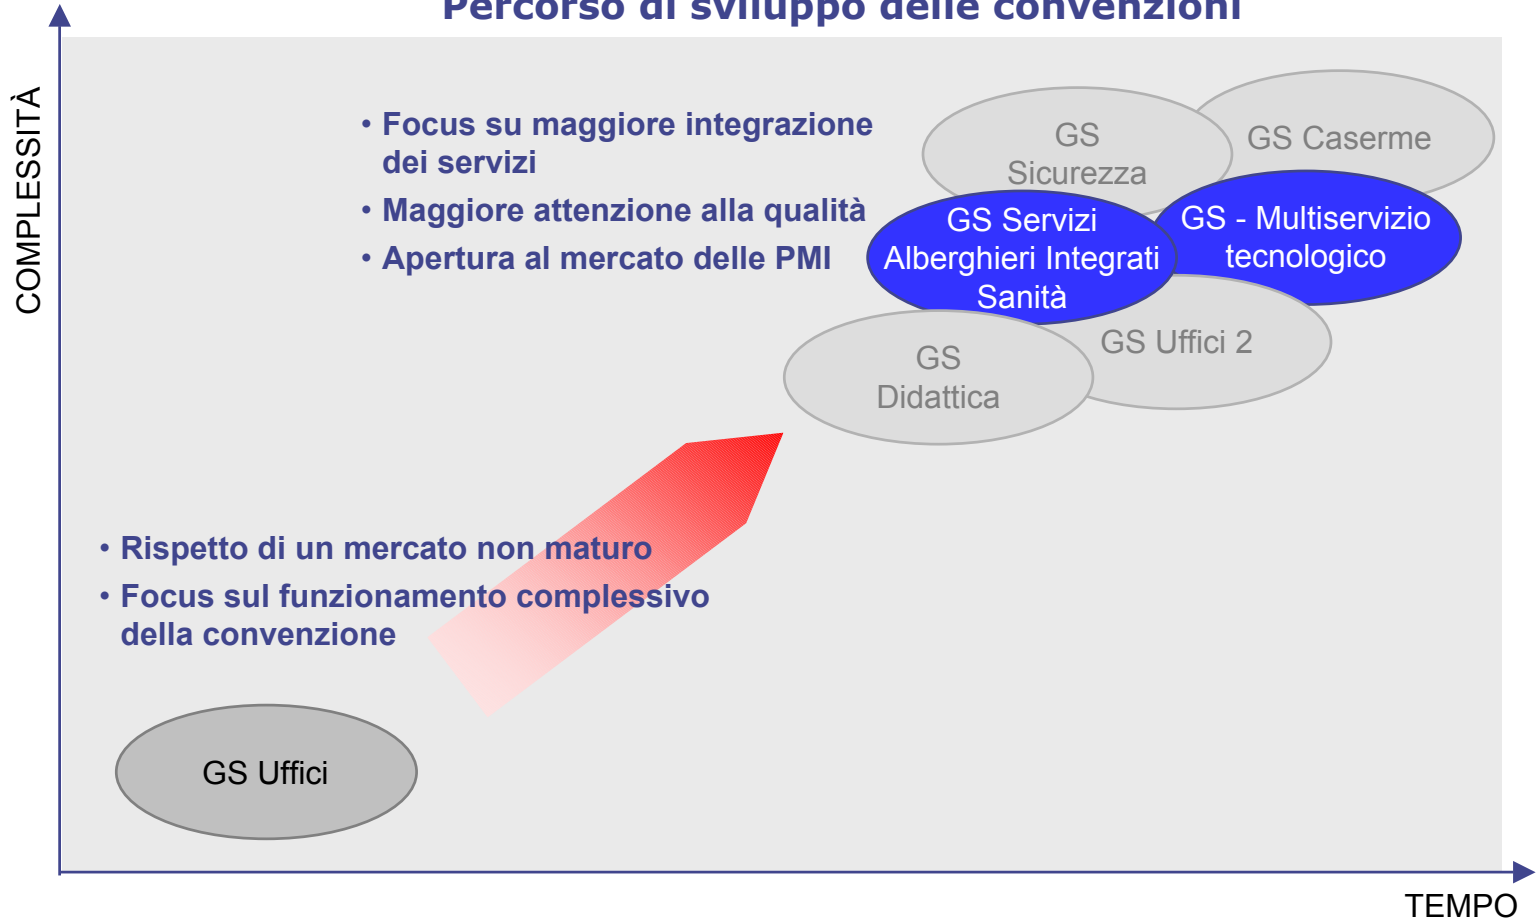 Percorso di sviluppo delle convenzioni
COMPLESSITÀ
• Focus su maggiore integrazione
dei servizi
• Maggiore attenzione alla qualità
• Apertura al mercato delle PMI
GS
Sicurezza
GS Caserme
GS Servizi
Alberghieri Integrati
Sanità
GS - Multiservizio
tecnologico
GS Uffici 2
GS
Didattica
• Rispetto di un mercato non maturo
• Focus sul funzionamento complessivo
della convenzione
GS Uffici
TEMPO